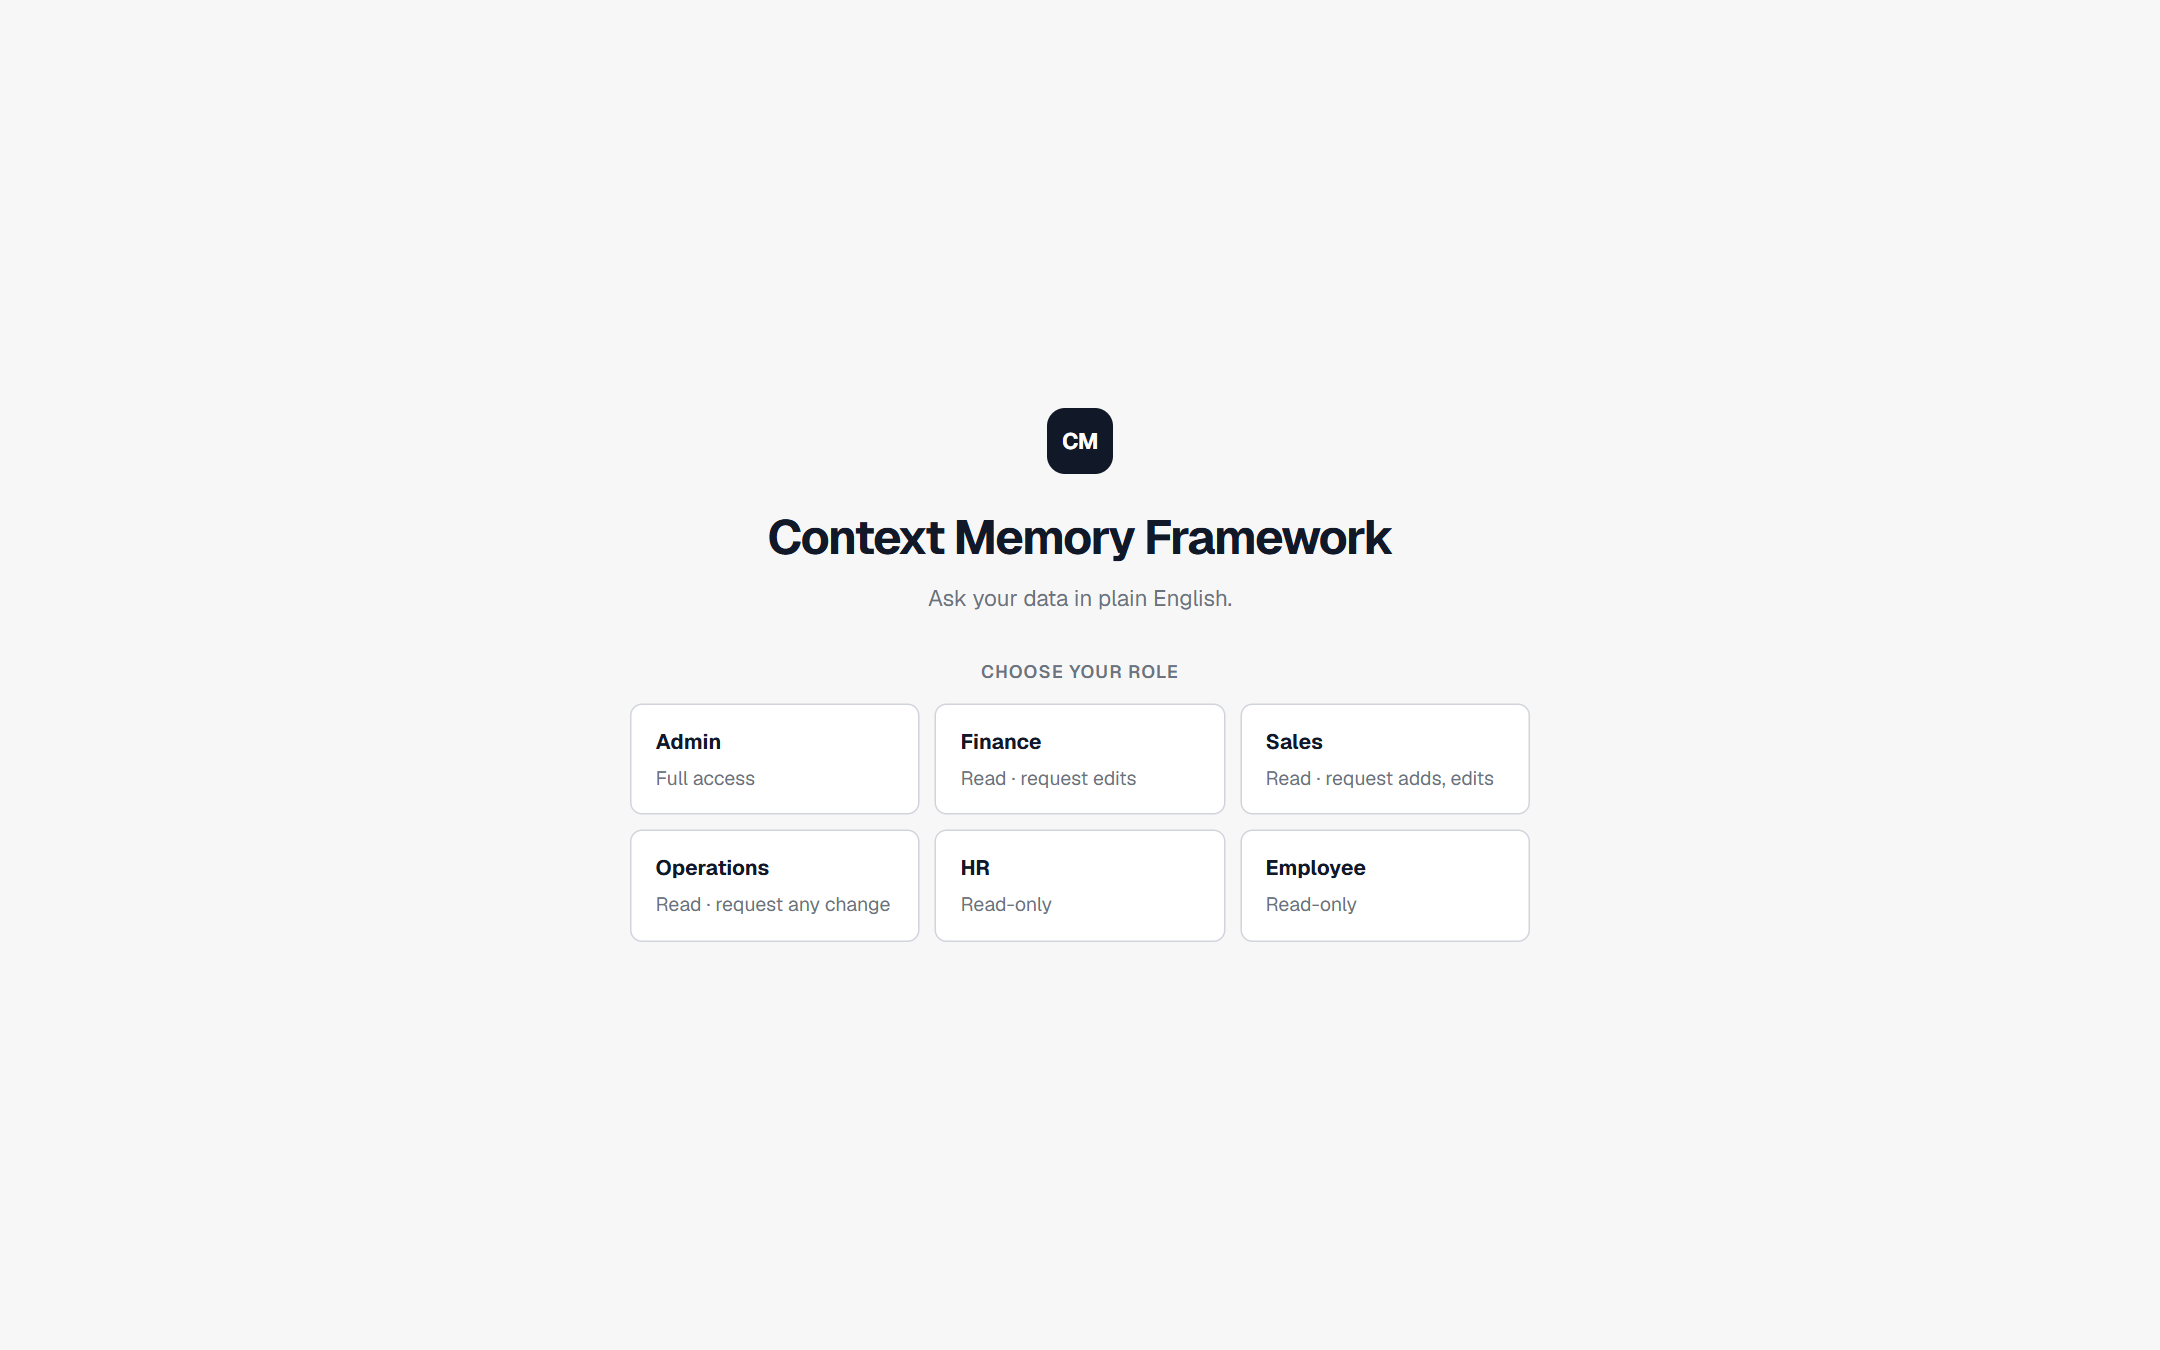 CM
Context Memory Framework
Ask your data in plain English.
CHOOSE YOUR ROLE
Admin
Full access
Finance
Read · request edits
Sales
Read · request adds, edits
Operations
Read · request any change
HR
Read-only
Employee
Read-only